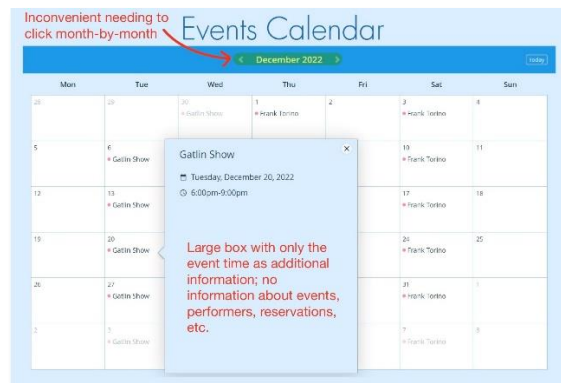 Inconvenient needing to
click month-by-month
Events Calendar
< December 2022 >
Today
Mon Tue Wed Thu Fri Sat Sun
28 29 30 1 2 3 4
Gatlin Show Frank Torino Frank Torino
5 6 10 11
Gatlin Show Frank Torino
Gatlin Show ×
Tuesday, December 20, 2022
6:00pm-9:00pm
12 13 17 18
Gatlin Show Frank Torino
19 20 24 25
Gatlin Show Frank Torino
Large box with only the
event time as additional
information; no
information about events,
performers, reservations,
etc.
26 27 31 1
Gatlin Show Frank Torino
2 3 7 8
Gatlin Show Frank Torino